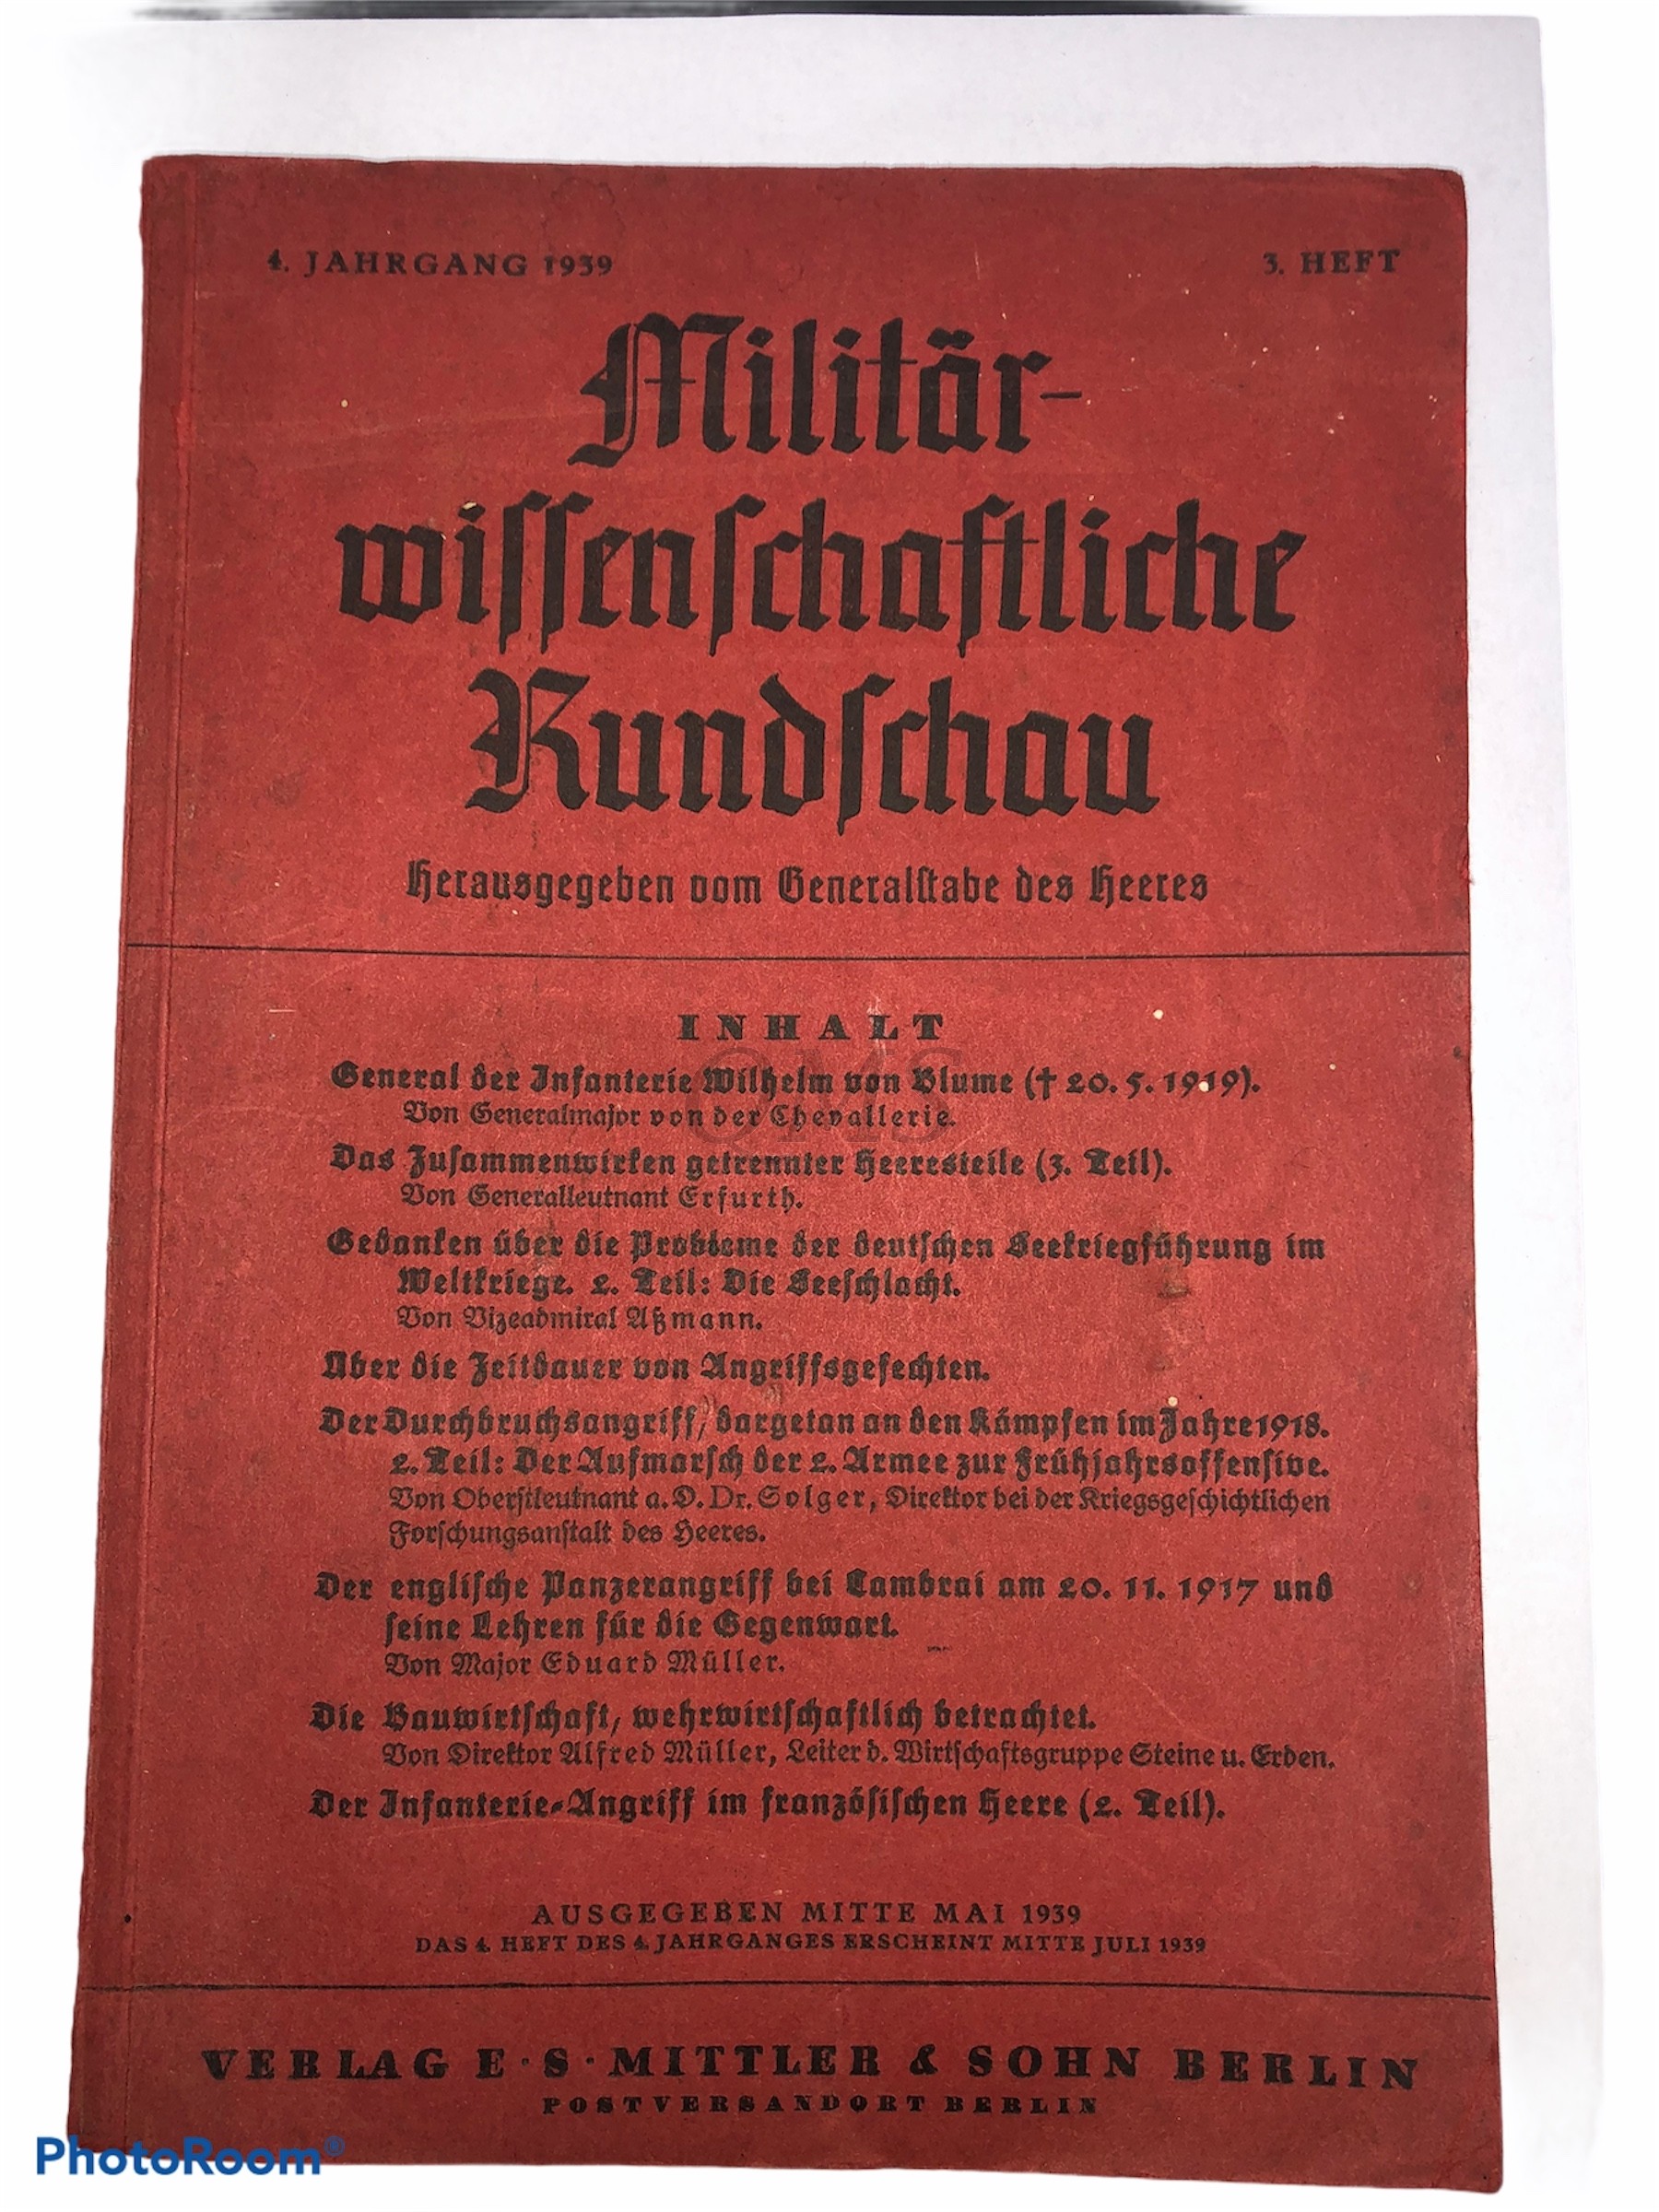 4. JAHRGANG 1939
3. HEFT
Militär-
wissenschaftliche
Rundschau
Herausgegeben vom Generalstabe des Heeres
INHALT
General der Infanterie Wilhelm von Blume († 20. 5. 1919).
Von Generalmajor von der Chevallerie.
Das Zusammenwirken getrennter Heeresteile (3. Teil).
Von Generalleutnant Erfurth.
Gedanken über die Probleme der deutschen Seekriegführung im
Weltkriege. 2. Teil: Die Seeschlacht.
Von Vizeadmiral Aßmann.
Über die Zeitdauer von Angriffsgefechten.
Der Durchbruchsangriff, dargetan an den Kämpfen im Jahre 1918.
2. Teil: Der Aufmarsch der 2. Armee zur Frühjahrsoffensive.
Von Oberstleutnant a. D. Dr. Solger, Direktor bei der Kriegsgeschichtlichen
Forschungsanstalt des Heeres.
Der englische Panzerangriff bei Cambrai am 20. 11. 1917 und
seine Lehren für die Gegenwart.
Von Major Eduard Müller.
Die Bauwirtschaft, wehrwirtschaftlich betrachtet.
Von Direktor Alfred Müller, Leiter d. Wirtschaftsgruppe Steine u. Erden.
Der Infanterie-Angriff im französischen Heere (2. Teil).
AUSGEGEBEN MITTE MAI 1939
DAS 4. HEFT DES 4. JAHRGANGES ERSCHEINT MITTE JULI 1939
VERLAG E · S · MITTLER & SOHN BERLIN
POSTVERSANDORT BERLIN
OMS
PhotoRoom®